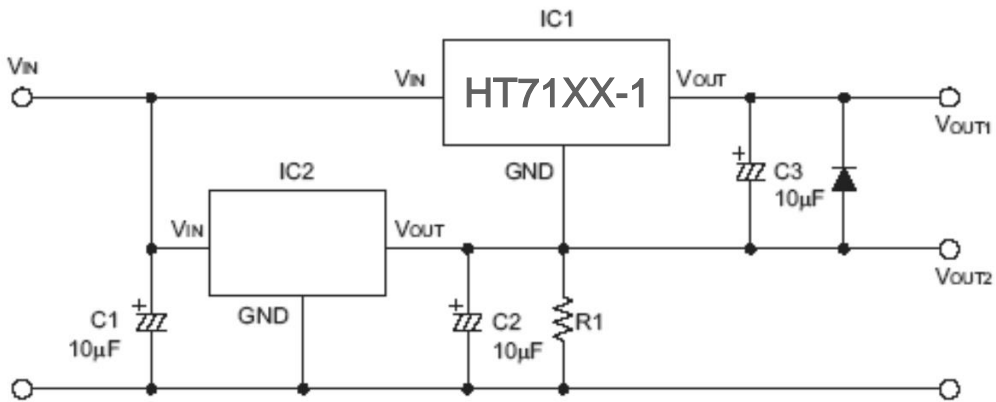 IC1
VIN
VIN
HT71XX-1
VOUT
VOUT1
GND
+
C3
10μF
IC2
VIN
VOUT
VOUT2
GND
+
C1
10μF
+
C2
10μF
R1